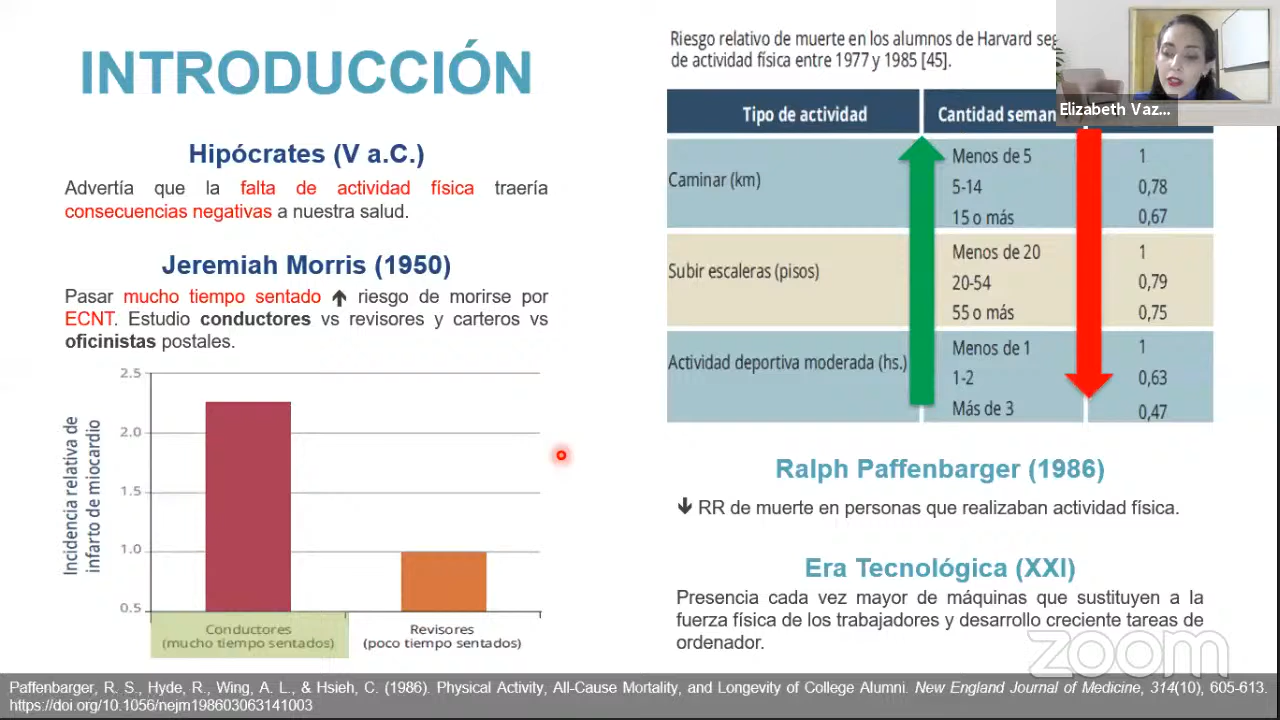 INTRODUCCIÓN
Hipócrates (V a.C.)
Advertía que la falta de actividad física traería
consecuencias negativas a nuestra salud.
Jeremiah Morris (1950)
Pasar mucho tiempo sentado riesgo de morirse por
ECNT. Estudio conductores vs revisores y carteros vs
oficinistas postales.
Incidencia relativa de
infarto de miocardio
2.5
2.0
1.5
1.0
0.5
Conductores
(mucho tiempo sentados)
Revisores
(poco tiempo sentados)
Riesgo relativo de muerte en los alumnos de Harvard
de actividad física entre 1977 y 1985 [45].
Elizabeth Vaz...
Tipo de actividad
Caminar (km) Menos de 5 1
5-14 0,78
15 o más 0,67
Subir escaleras (pisos) Menos de 20 1
20-54 0,79
55 o más 0,75
Actividad deportiva moderada (hs.) Menos de 1 1
1-2 0,63
Más de 3 0,47
Ralph Paffenbarger (1986)
RR de muerte en personas que realizaban actividad física.
Era Tecnológica (XXI)
Presencia cada vez mayor de máquinas que sustituyen a la
fuerza física de los trabajadores y desarrollo creciente tareas de
ordenador.
zoom
Paffenbarger, R. S., Hyde, R., Wing, A. L., & Hsieh, C. (1986). Physical Activity, All-Cause Mortality, and Longevity of College Alumni. New England Journal of Medicine, 314(10), 605-613.
https://doi.org/10.1056/nejm198603063141003